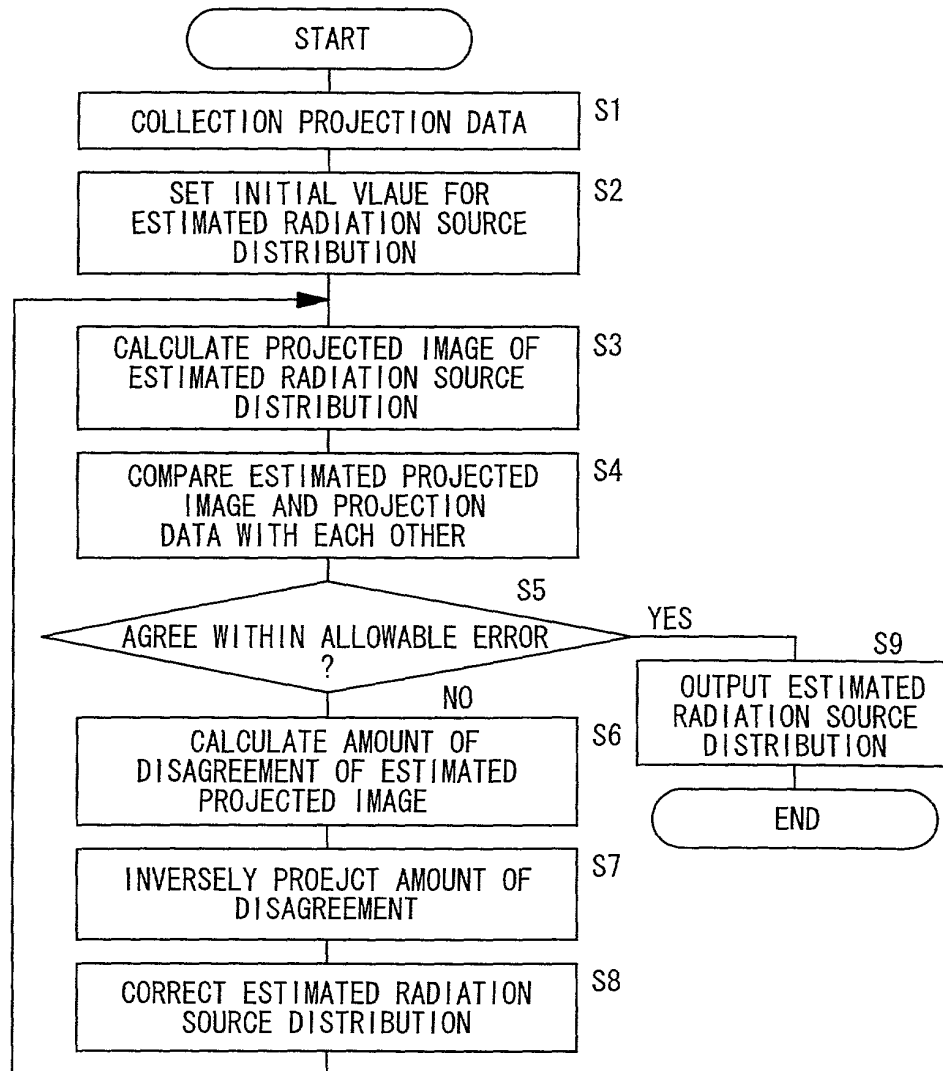 START
COLLECTION PROJECTION DATA
S1
SET INITIAL VLAUE FOR
ESTIMATED RADIATION SOURCE
DISTRIBUTION
S2
CALCULATE PROJECTED IMAGE OF
ESTIMATED RADIATION SOURCE
DISTRIBUTION
S3
COMPARE ESTIMATED PROJECTED
IMAGE AND PROJECTION
DATA WITH EACH OTHER
S4
S5
AGREE WITHIN ALLOWABLE ERROR
?
YES
NO
S9
OUTPUT ESTIMATED
RADIATION SOURCE
DISTRIBUTION
END
CALCULATE AMOUNT OF
DISAGREEMENT OF ESTIMATED
PROJECTED IMAGE
S6
INVERSELY PROEJCT AMOUNT OF
DISAGREEMENT
S7
CORRECT ESTIMATED RADIATION
SOURCE DISTRIBUTION
S8